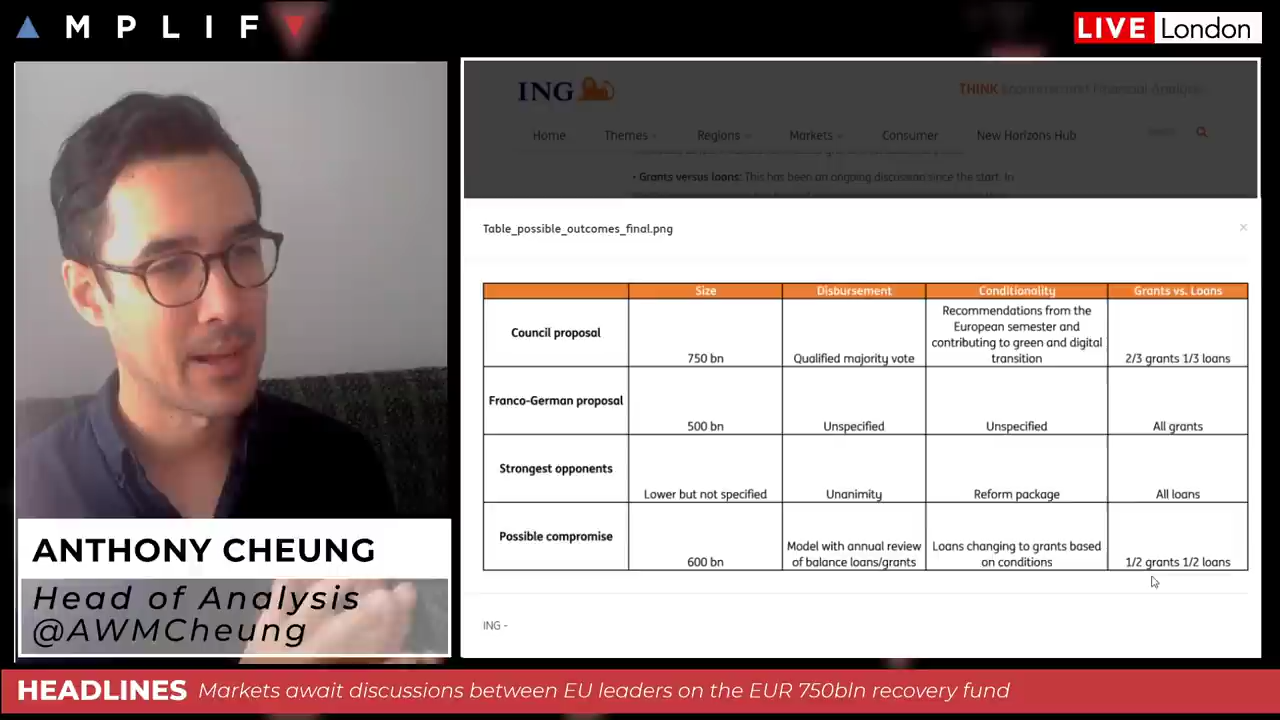 AMPLIFY
LIVE London
ING
THINK Economic and Financial Analysis
Home Themes Regions Markets Consumer New Horizons Hub
Search
• Grants versus loans: This has been an ongoing discussion since the start. In
Table_possible_outcomes_final.png
×
Size Disbursement Conditionality Grants vs. Loans
Council proposal
750 bn
Qualified majority vote
Recommendations from the
European semester and
contributing to green and digital
transition
2/3 grants 1/3 loans
Franco-German proposal
500 bn
Unspecified
Unspecified
All grants
Strongest opponents
Lower but not specified
Unanimity
Reform package
All loans
Possible compromise
600 bn
Model with annual review
of balance loans/grants
Loans changing to grants based
on conditions
1/2 grants 1/2 loans
ING -
ANTHONY CHEUNG
Head of Analysis
@AWMCheung
HEADLINES Markets await discussions between EU leaders on the EUR 750bln recovery fund